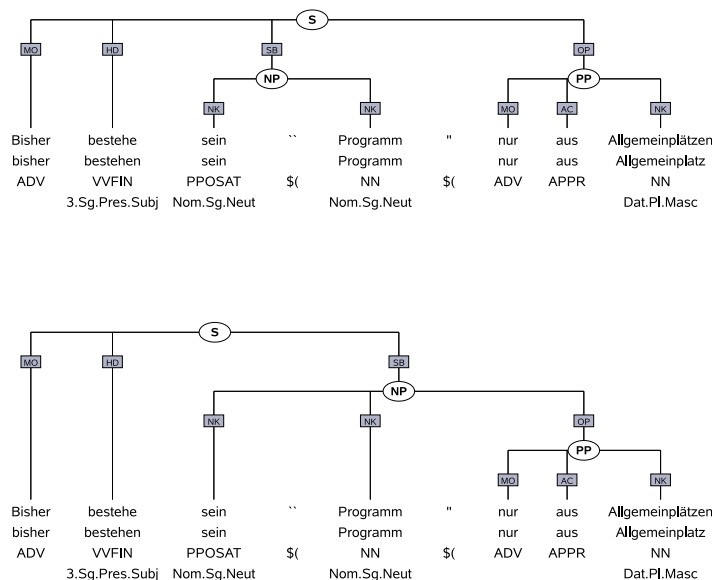 S
MO HD SB OP
NP PP
NK NK MO AC NK
Bisher bestehe sein `` Programm " nur aus Allgemeinplätzen
bisher bestehen sein Programm nur aus Allgemeinplatz
ADV VVFIN PPOSAT $( NN $( ADV APPR NN
3.Sg.Pres.Subj Nom.Sg.Neut Nom.Sg.Neut Dat.Pl.Masc
S
MO HD SB
NP
NK NK OP
PP
MO AC NK
Bisher bestehe sein `` Programm " nur aus Allgemeinplätzen
bisher bestehen sein Programm nur aus Allgemeinplatz
ADV VVFIN PPOSAT $( NN $( ADV APPR NN
3.Sg.Pres.Subj Nom.Sg.Neut Nom.Sg.Neut Dat.Pl.Masc